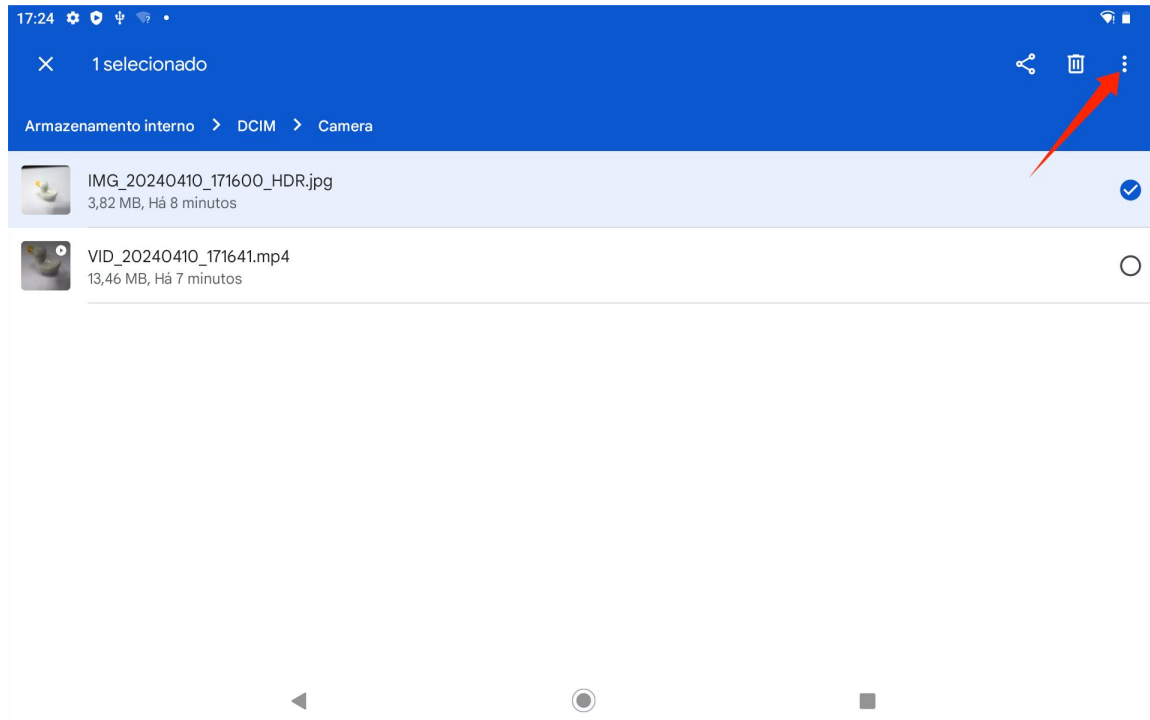 17:24
1 selecionado
Armazenamento interno > DCIM > Camera
IMG_20240410_171600_HDR.jpg
3,82 MB, Há 8 minutos
VID_20240410_171641.mp4
13,46 MB, Há 7 minutos